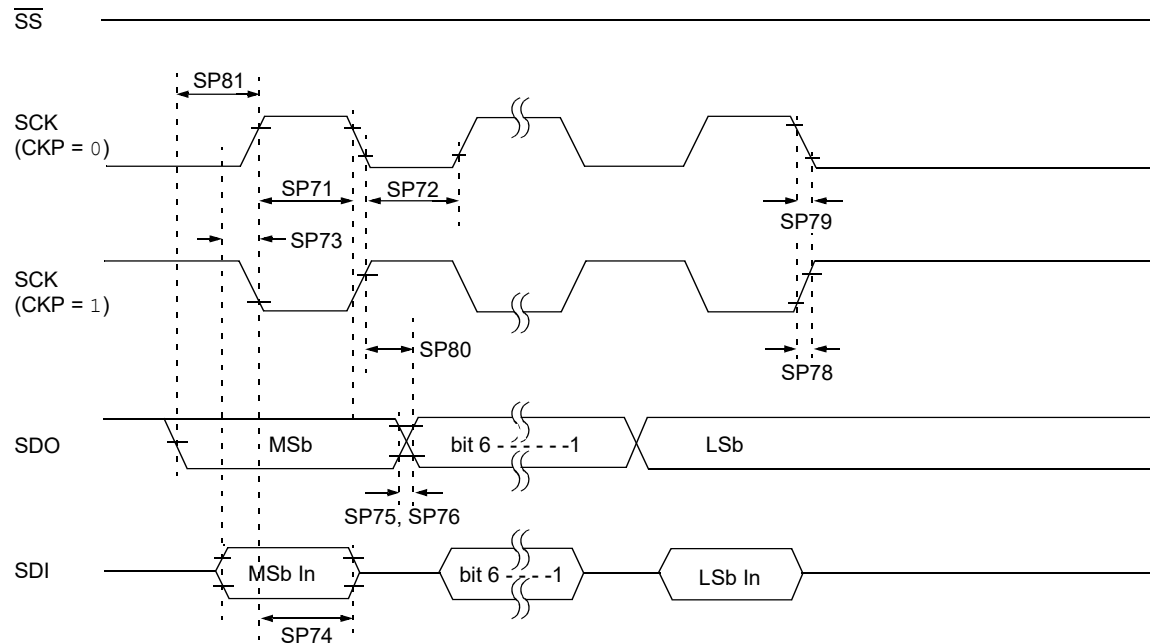 SS
SP81
SCK
(CKP = 0)
SP71
SP72
SP79
SP73
SCK
(CKP = 1)
SP80
SP78
SDO
MSb
bit 6 - - - - - -1
LSb
SP75, SP76
SDI
MSb In
bit 6 - - - - -1
LSb In
SP74